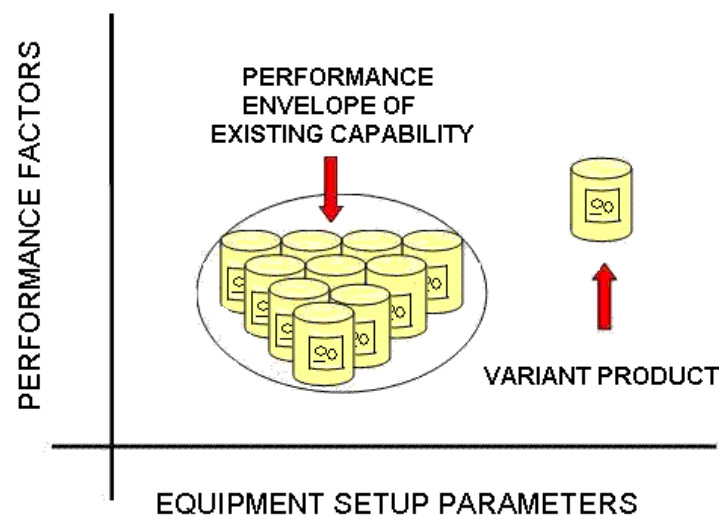 PERFORMANCE FACTORS
PERFORMANCE
ENVELOPE OF
EXISTING CAPABILITY
VARIANT PRODUCT
EQUIPMENT SETUP PARAMETERS